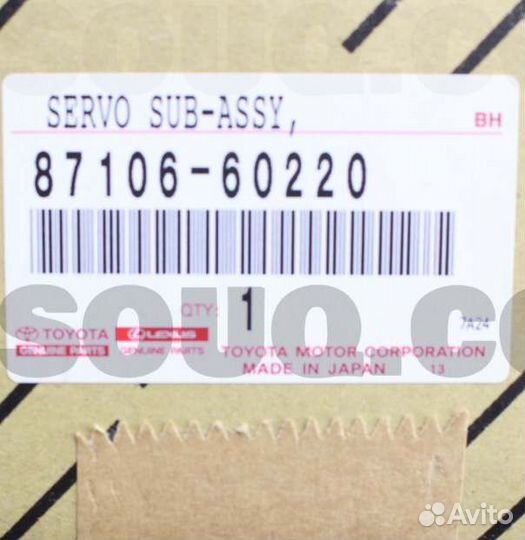 souq.c
SERVO SUB-ASSY,
BH
87106-60220
souq.co
QTY: 1
7A24
TOYOTA LEXUS
GENUINE PARTS GENUINE PARTS
TOYOTA MOTOR CORPORATION
MADE IN JAPAN 13
Avito